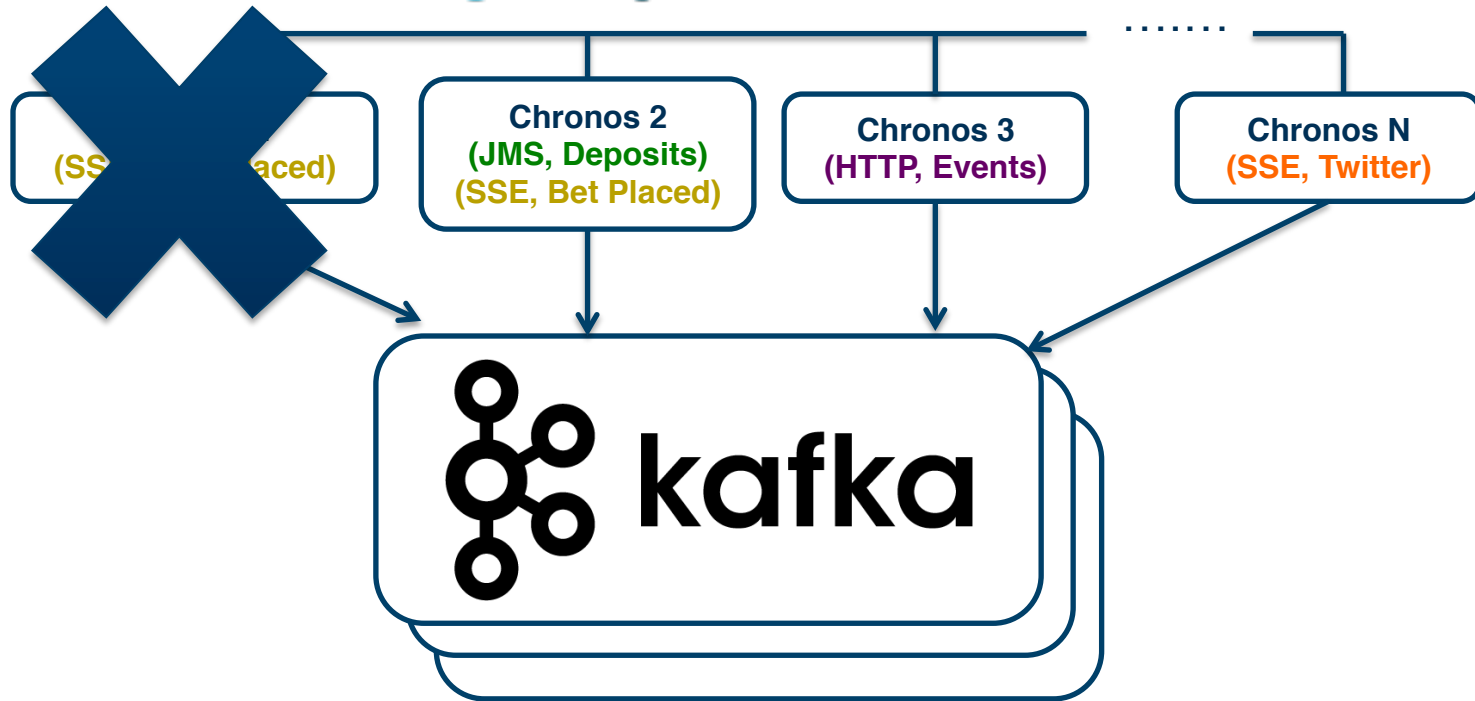 .......
Chronos 2
(JMS, Deposits)
(SSE, Bet Placed)
Chronos 3
(HTTP, Events)
Chronos N
(SSE, Twitter)
kafka